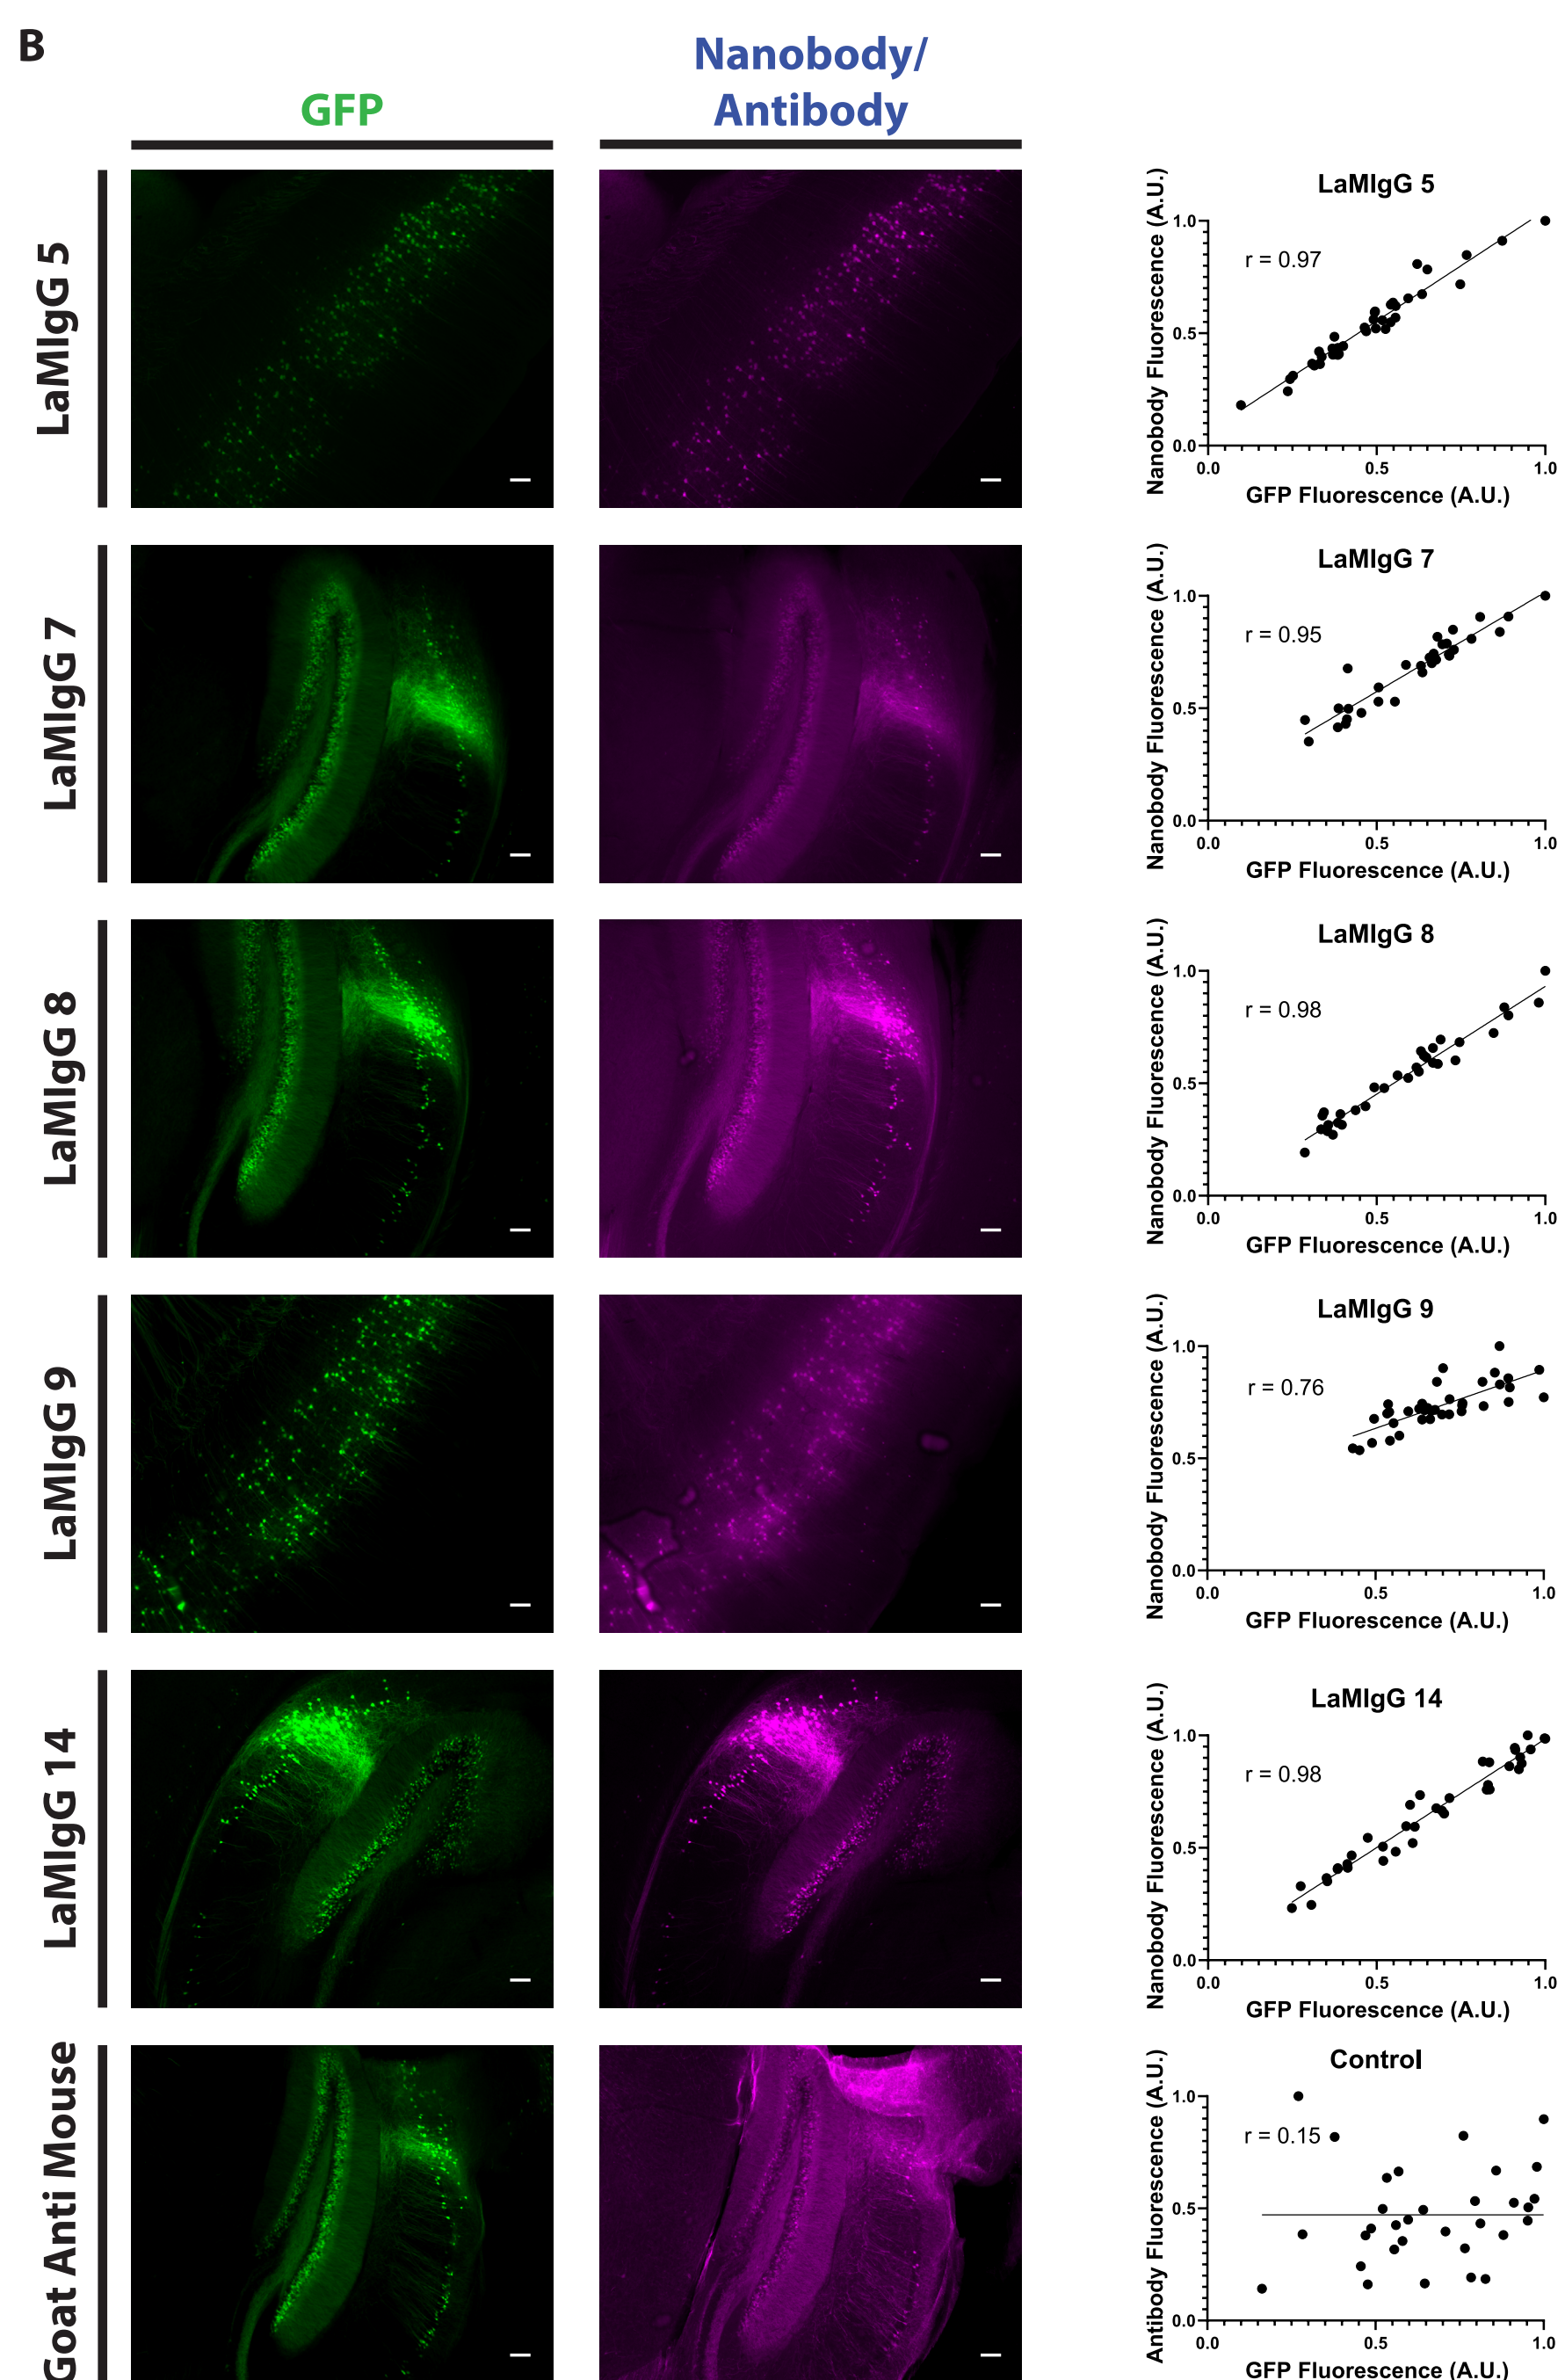 B
GFP
Nanobody/
Antibody
LaMIgG 5
LaMIgG 5
Nanobody Fluorescence (A.U.)
1.0
0.5
0.0
r = 0.97
0.0 0.5 1.0
GFP Fluorescence (A.U.)
LaMIgG 7
LaMIgG 7
Nanobody Fluorescence (A.U.)
1.0
0.5
0.0
r = 0.95
0.0 0.5 1.0
GFP Fluorescence (A.U.)
LaMIgG 8
LaMIgG 8
Nanobody Fluorescence (A.U.)
1.0
0.5
0.0
r = 0.98
0.0 0.5 1.0
GFP Fluorescence (A.U.)
LaMIgG 9
LaMIgG 9
Nanobody Fluorescence (A.U.)
1.0
0.5
0.0
r = 0.76
0.0 0.5 1.0
GFP Fluorescence (A.U.)
LaMIgG 14
LaMIgG 14
Nanobody Fluorescence (A.U.)
1.0
0.5
0.0
r = 0.98
0.0 0.5 1.0
GFP Fluorescence (A.U.)
Goat Anti Mouse
Control
Antibody Fluorescence (A.U.)
1.0
0.5
0.0
r = 0.15
0.0 0.5 1.0
GFP Fluorescence (A.U.)